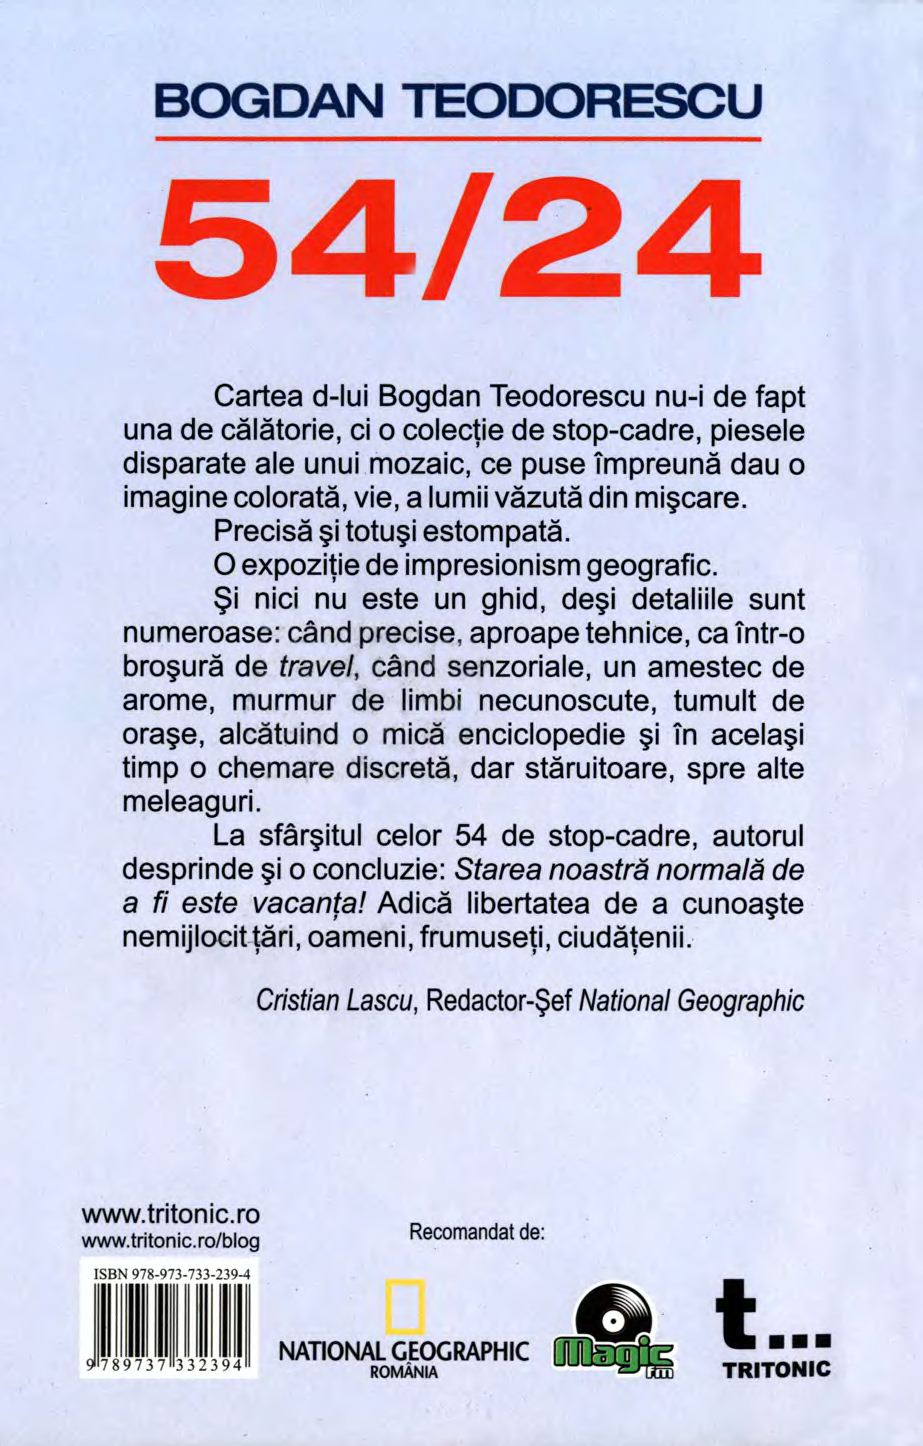 BOGDAN TEODORESCU
54/24
Cartea d-lui Bogdan Teodorescu nu-i de fapt
una de călătorie, ci o colecţie de stop-cadre, piesele
disparate ale unui mozaic, ce puse împreună dau o
imagine colorată, vie, a lumii văzută din mişcare.
Precisă şi totuşi estompată.
O expoziţie de impresionism geografic.
Şi nici nu este un ghid, deşi detaliile sunt
numeroase: când precise, aproape tehnice, ca într-o
broşură de travel, când senzoriale, un amestec de
arome, murmur de limbi necunoscute, tumult de
oraşe, alcătuind o mică enciclopedie şi în acelaşi
timp o chemare discretă, dar stăruitoare, spre alte
meleaguri.
La sfârşitul celor 54 de stop-cadre, autorul
desprinde şi o concluzie: Starea noastră normală de
a fi este vacanţa! Adică libertatea de a cunoaşte
nemijlocit ţări, oameni, frumuseţi, ciudăţenii.
Cristian Lascu, Redactor-Şef National Geographic
www.tritonic.ro
www.tritonic.ro/blog
Recomandat de:
ISBN 978-973-733-239-4
9 789737 332394
NATIONAL GEOGRAPHIC
ROMÂNIA
Magic
fm
t...
TRITONIC